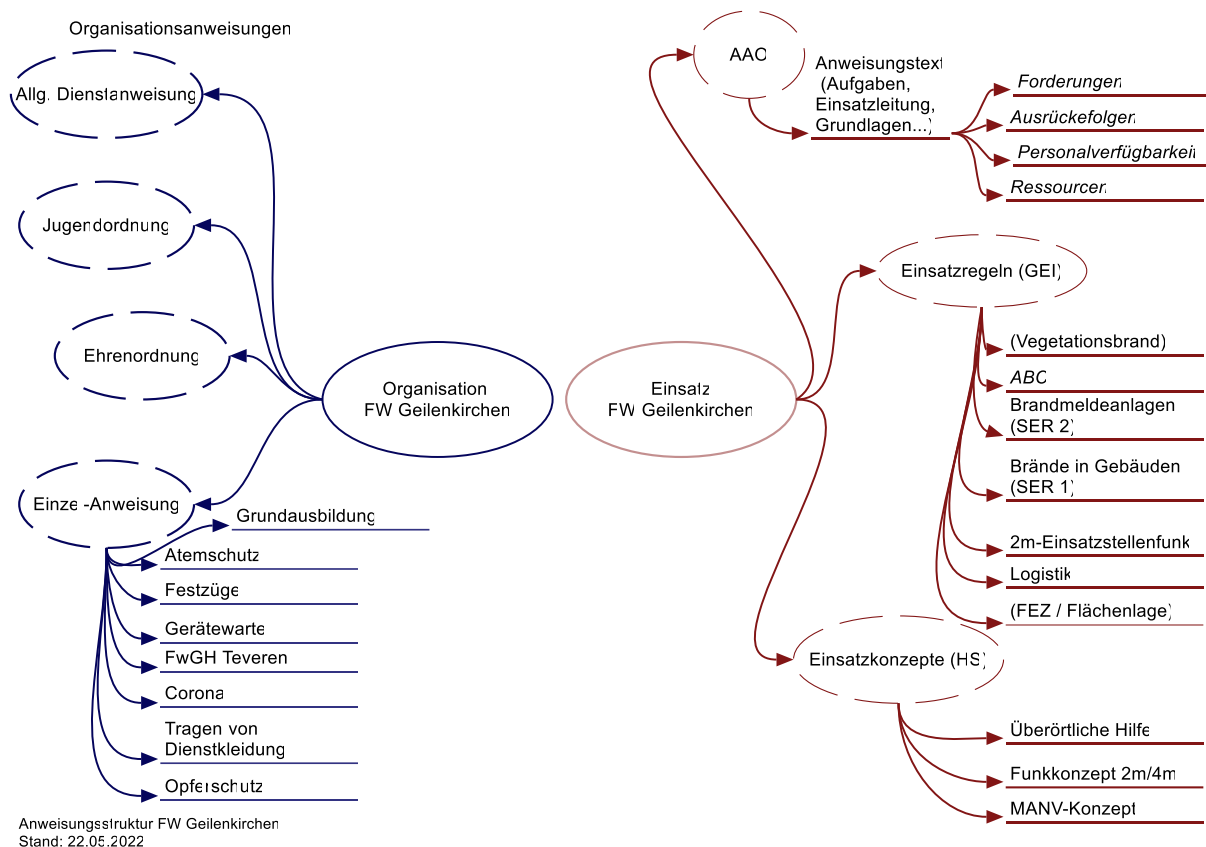 Organisationsanweisungen
Allg. Dienstanweisung
Jugendordnung
Ehrenordnung
Organisation
FW Geilenkirchen
Einzel-Anweisung
Grundausbildung
Atemschutz
Festzüge
Gerätewarte
FwGH Teveren
Corona
Tragen von
Dienstkleidung
Opferschutz
Anweisungsstruktur FW Geilenkirchen
Stand: 22.05.2022
AAO
Anweisungstext
(Aufgaben,
Einsatzleitung,
Grundlagen...)
Forderungen
Ausrückefolgen
Personalverfügbarkeit
Ressourcen
Einsatz
FW Geilenkirchen
Einsatzregeln (GEI)
(Vegetationsbrand)
ABC
Brandmeldeanlagen
(SER 2)
Brände in Gebäuden
(SER 1)
2m-Einsatzstellenfunk
Logistik
(FEZ / Flächenlage)
Einsatzkonzepte (HS)
Überörtliche Hilfe
Funkkonzept 2m/4m
MANV-Konzept